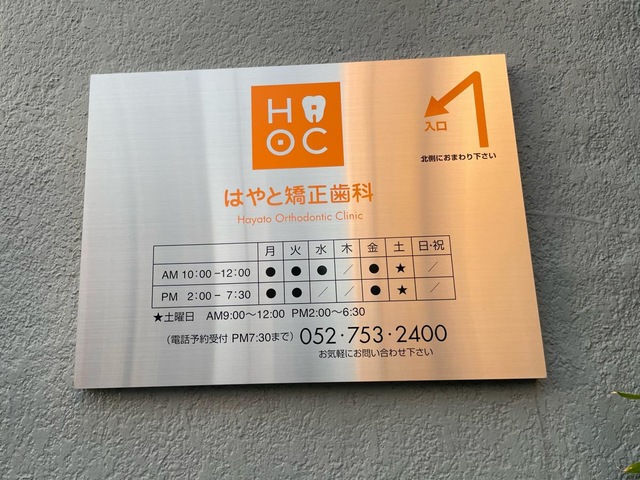 H A
O C
入口
北側におまわり下さい
はやと矯正歯科
Hayato Orthodontic Clinic
月 火 水 木 金 土 日·祝
AM 10:00-12:00 ● ● ● ／ ● ★ ／
PM 2:00- 7:30 ● ● ／ ／ ● ★ ／
★土曜日 AM9:00〜12:00 PM2:00〜6:30
(電話予約受付 PM7:30まで) 052·753·2400
お気軽にお問い合わせ下さい